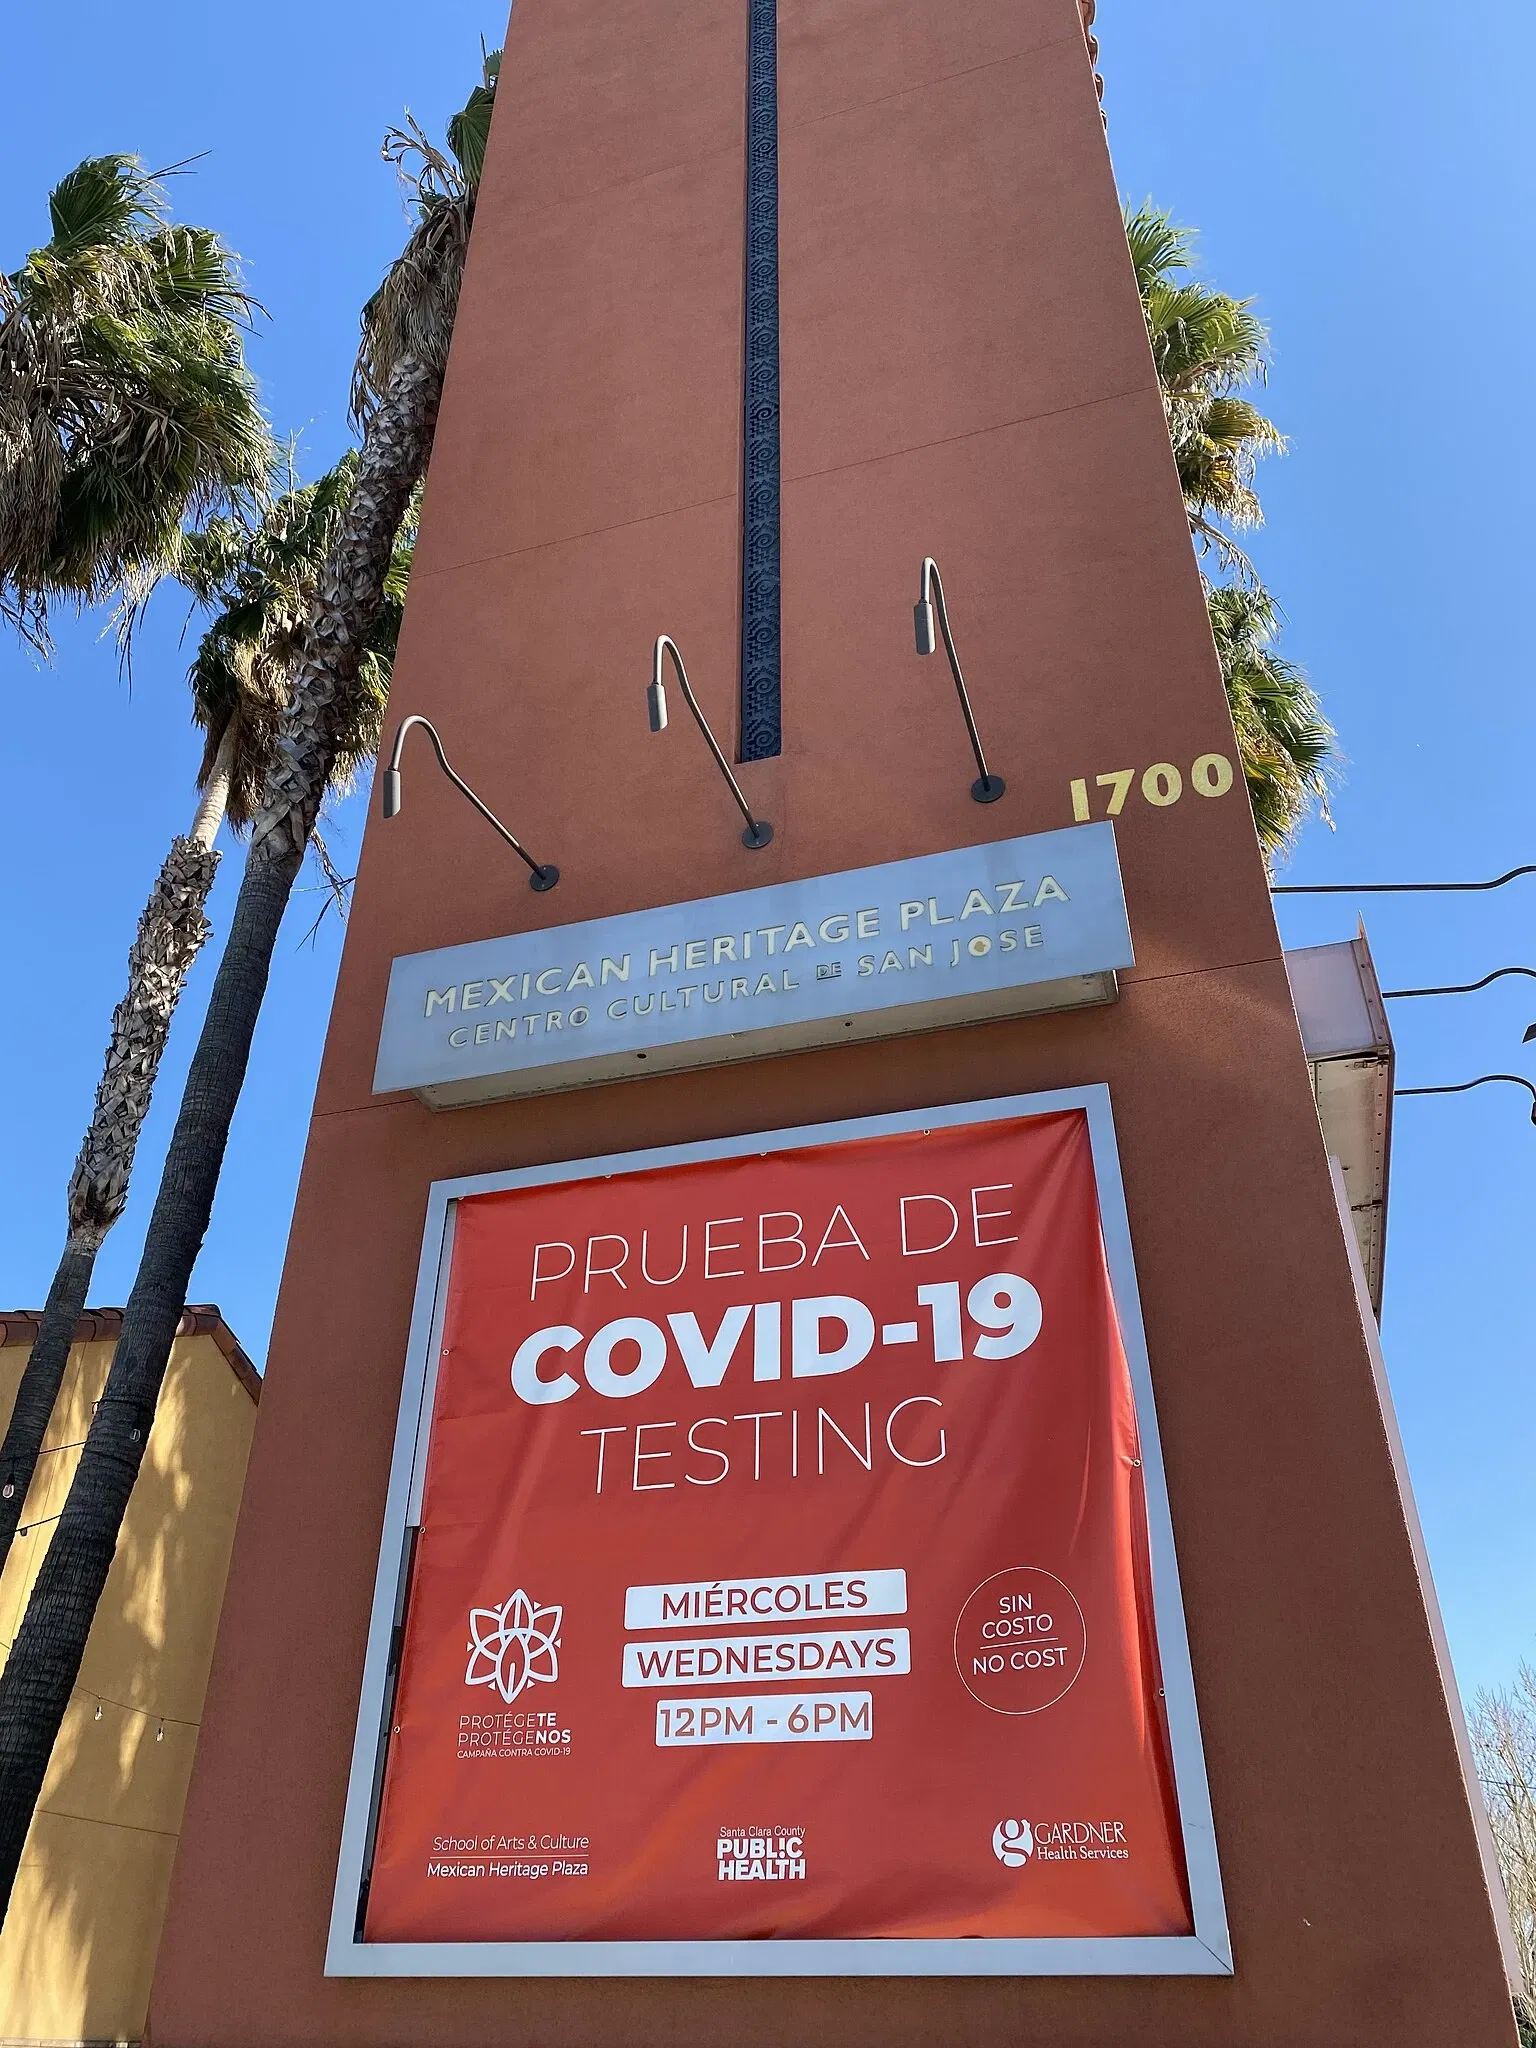 1700
MEXICAN HERITAGE PLAZA
CENTRO CULTURAL DE SAN JOSE
PRUEBA DE
COVID-19
TESTING
MIÉRCOLES
WEDNESDAYS
12PM - 6PM
SIN
COSTO
NO COST
PROTÉGETE
PROTÉGENOS
CAMPAÑA CONTRA COVID-19
School of Arts & Culture
Mexican Heritage Plaza
Santa Clara County
PUBLIC
HEALTH
g GARDNER
Health Services